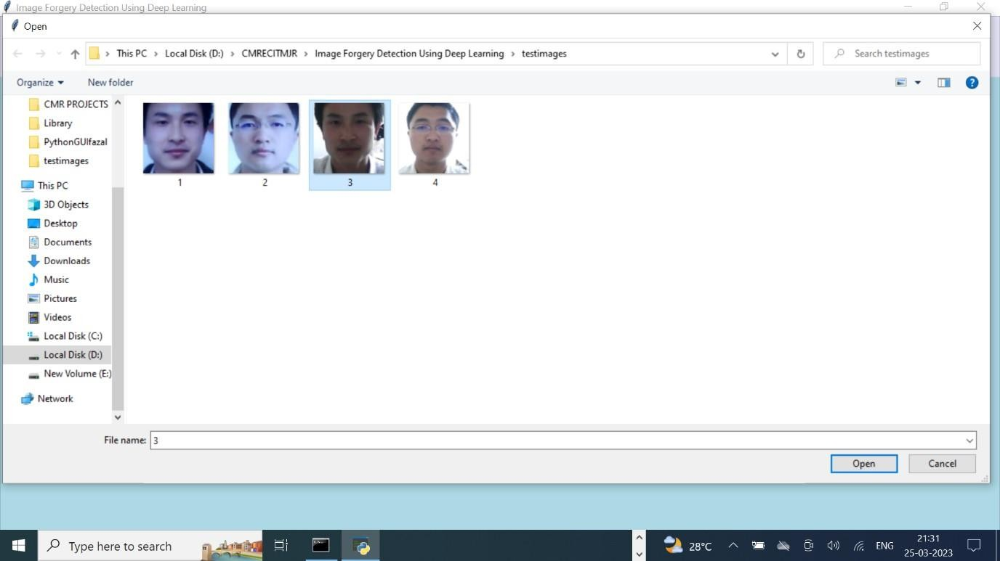 Image Forgery Detection Using Deep Learning
Open
This PC › Local Disk (D:) › CMRECITMJR › Image Forgery Detection Using Deep Learning › testimages
Search testimages
Organize
New folder
CMR PROJECTS
Library
PythonGUIfazal
testimages
This PC
3D Objects
Desktop
Documents
Downloads
Music
Pictures
Videos
Local Disk (C:)
Local Disk (D:)
New Volume (E:)
Network
1
2
3
4
File name: 3
Open
Cancel
Type here to search
28°C
ENG
21:31
25-03-2023